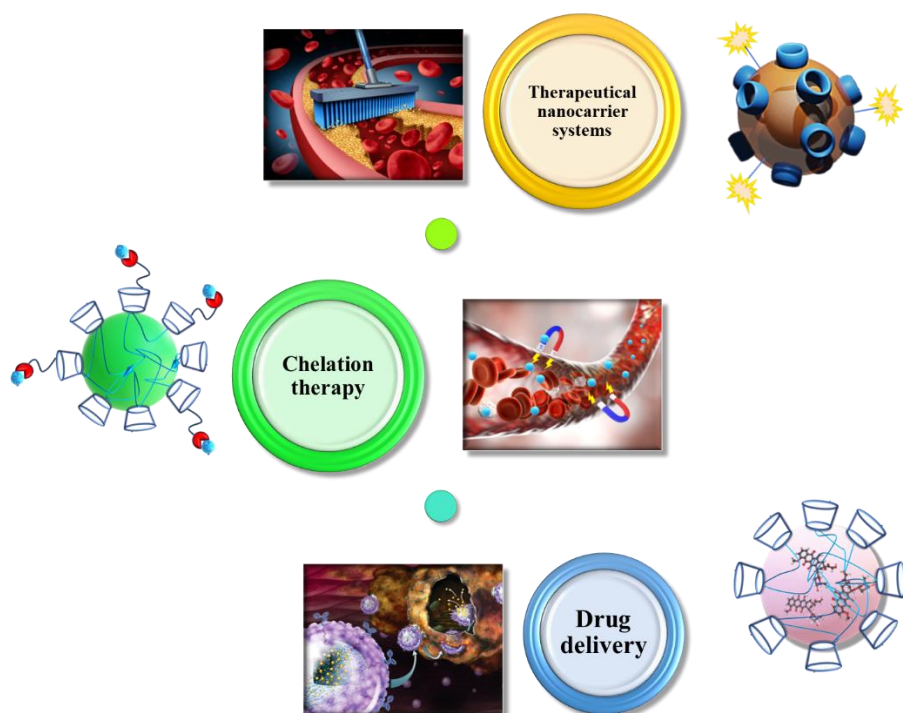 Therapeutical
nanocarrier
systems
Chelation
therapy
Drug
delivery